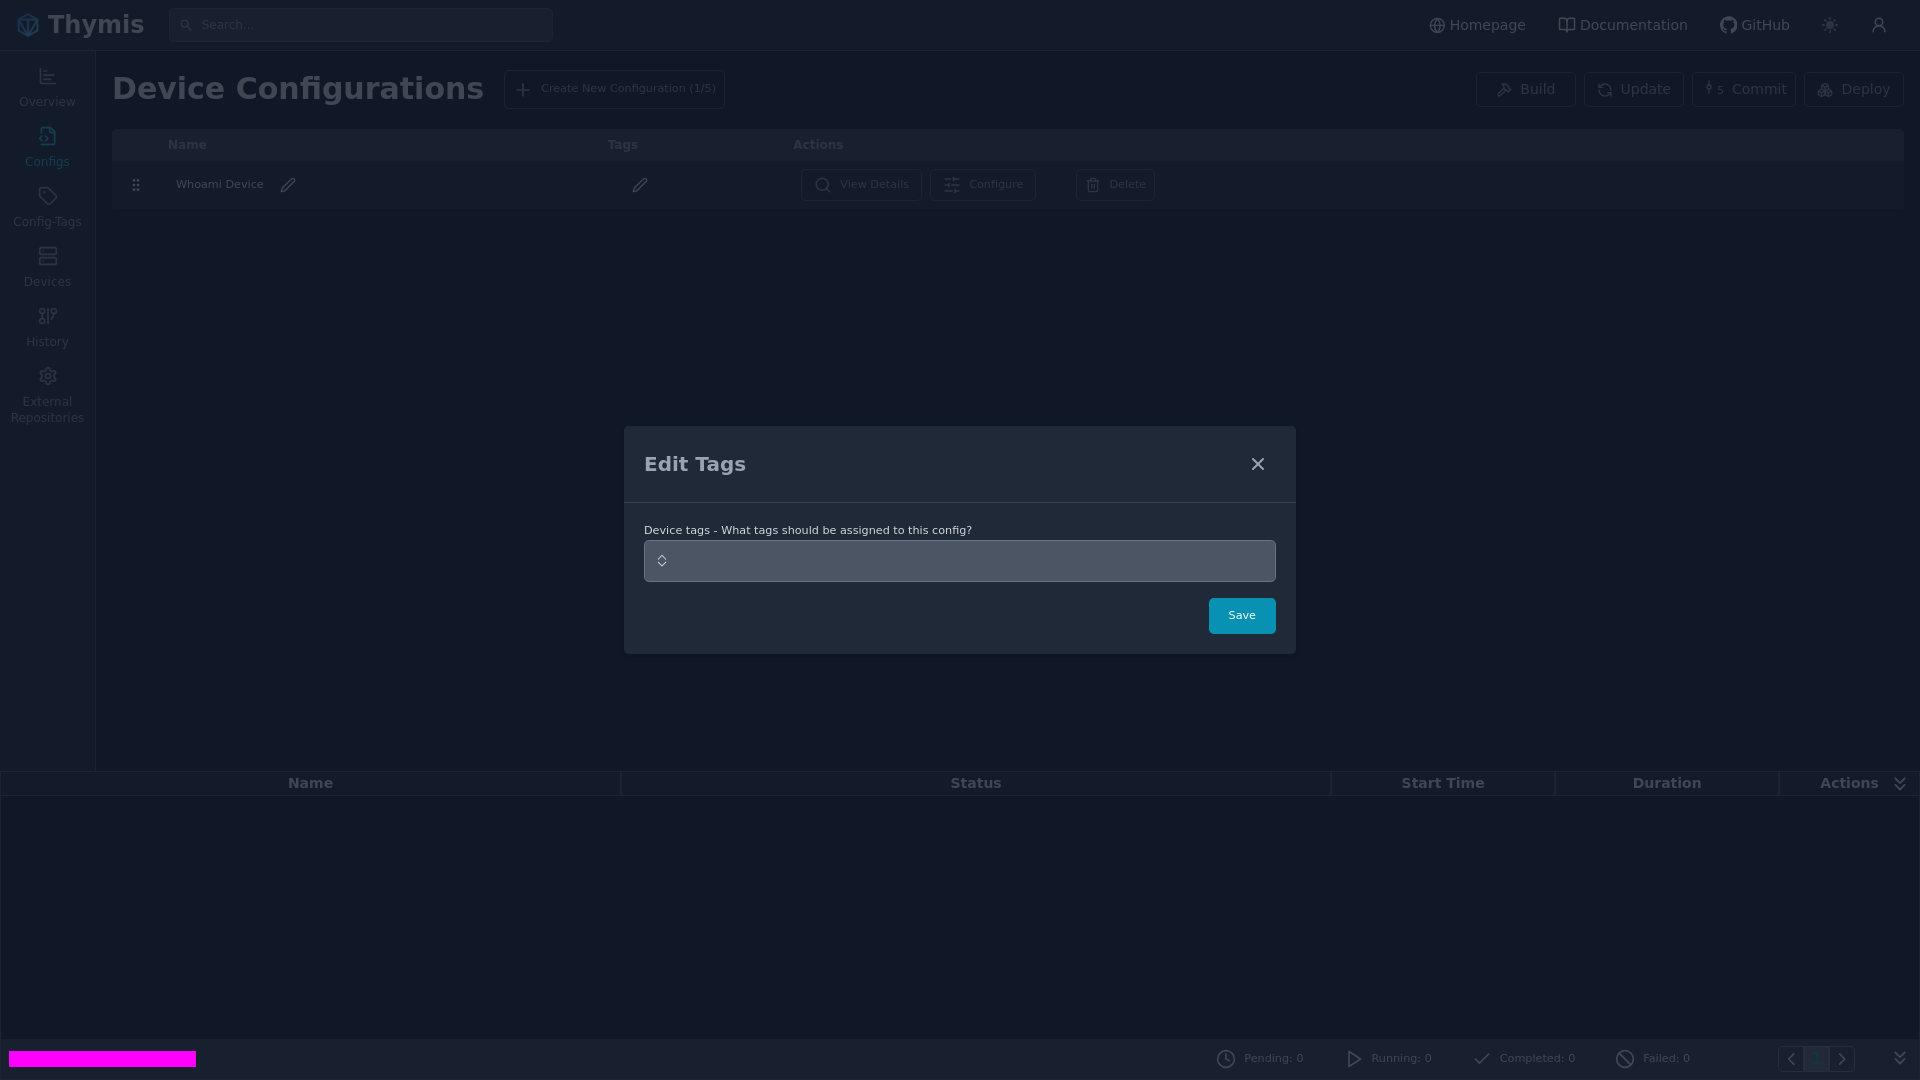 Thymis
Search...
Homepage
Documentation
GitHub
Overview
Configs
Config-Tags
Devices
History
External
Repositories
Device Configurations
Create New Configuration (1/5)
Build
Update
s Commit
Deploy
Name Tags Actions
Whoami Device
View Details
Configure
Delete
Edit Tags
Device tags - What tags should be assigned to this config?
Save
Name Status Start Time Duration Actions
Pending: 0
Running: 0
Completed: 0
Failed: 0